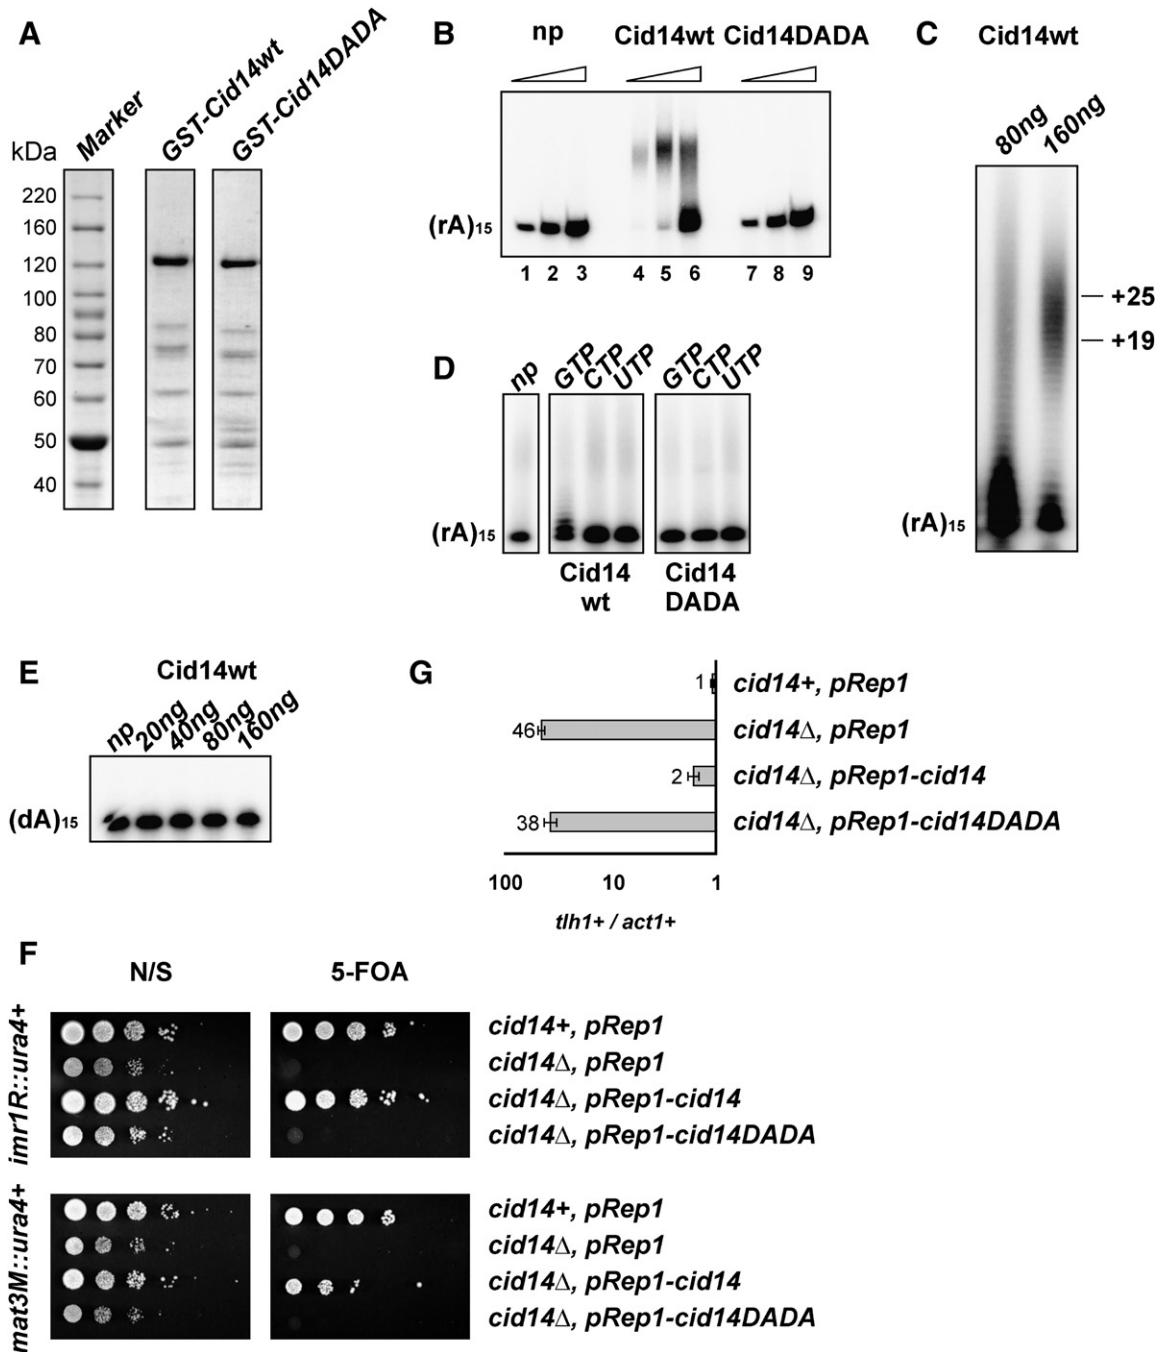 A
kDa Marker GST-Cid14wt GST-Cid14DADA
220
160
120
100
80
70
60
50
40
B
np Cid14wt Cid14DADA
(rA)15
1 2 3 4 5 6 7 8 9
C
Cid14wt
80ng 160ng
+25
+19
(rA)15
D
np GTP CTP UTP GTP CTP UTP
(rA)15
Cid14 wt
Cid14 DADA
E
Cid14wt
np 20ng 40ng 80ng 160ng
(dA)15
G
1 cid14+, pRep1
46 cid14Δ, pRep1
2 cid14Δ, pRep1-cid14
38 cid14Δ, pRep1-cid14DADA
100 10 1
tlh1+ / act1+
F
N/S 5-FOA
imr1R::ura4+
cid14+, pRep1
cid14Δ, pRep1
cid14Δ, pRep1-cid14
cid14Δ, pRep1-cid14DADA
mat3M::ura4+
cid14+, pRep1
cid14Δ, pRep1
cid14Δ, pRep1-cid14
cid14Δ, pRep1-cid14DADA